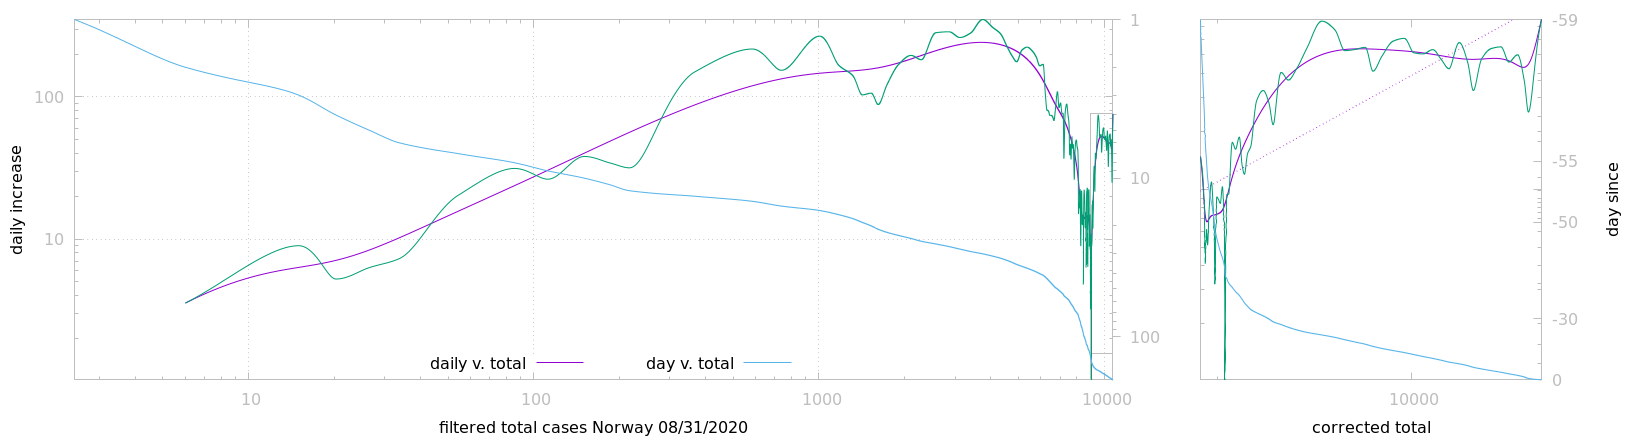 daily increase
100
10
1
10
100
daily v. total
day v. total
10
100
1000
10000
filtered total cases Norway 08/31/2020
-59
-55
-50
-30
0
day since
10000
corrected total